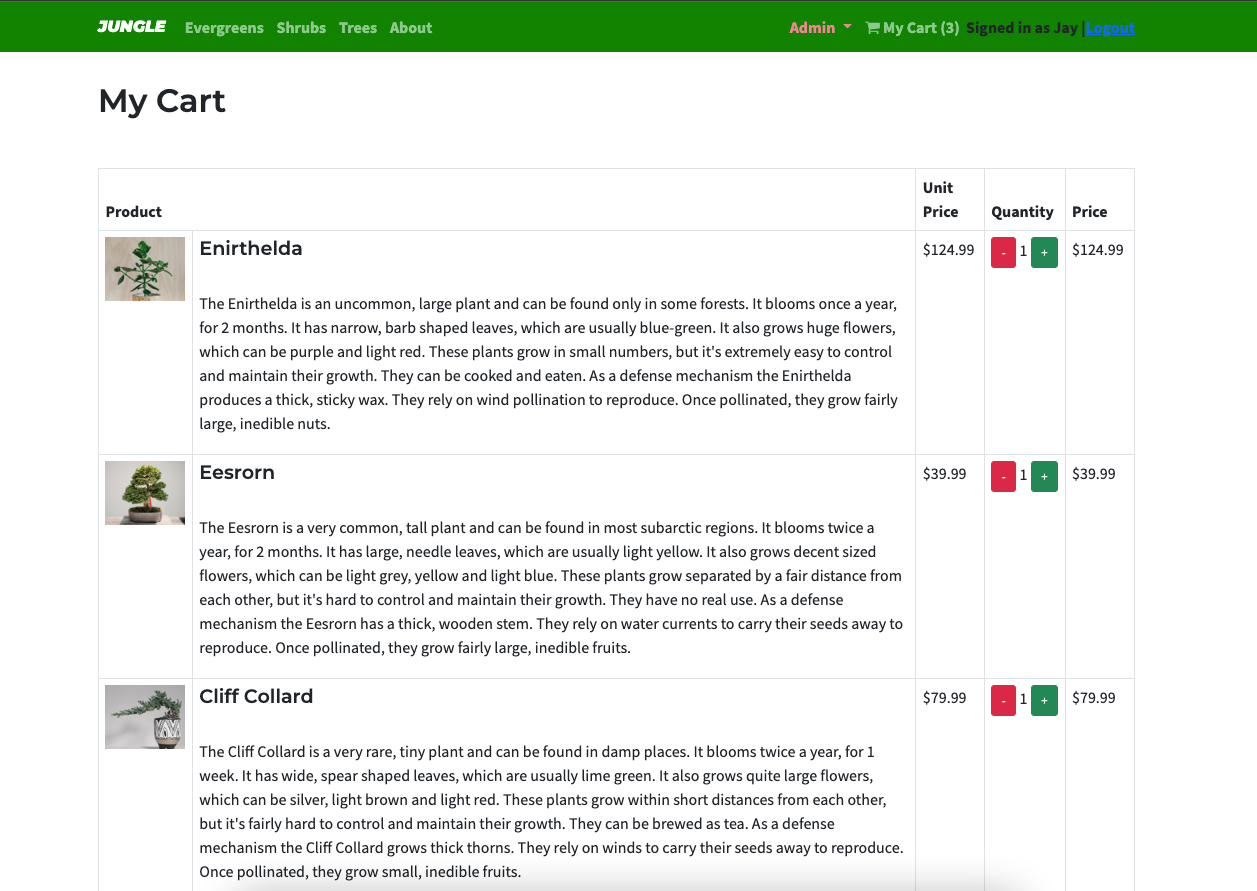 JUNGLE Evergreens Shrubs Trees About Admin My Cart (3) Signed in as Jay |Logout
My Cart
Product Unit Price Quantity Price
Enirthelda $124.99 - 1 + $124.99
The Enirthelda is an uncommon, large plant and can be found only in some forests. It blooms once a year,
for 2 months. It has narrow, barb shaped leaves, which are usually blue-green. It also grows huge flowers,
which can be purple and light red. These plants grow in small numbers, but it's extremely easy to control
and maintain their growth. They can be cooked and eaten. As a defense mechanism the Enirthelda
produces a thick, sticky wax. They rely on wind pollination to reproduce. Once pollinated, they grow fairly
large, inedible nuts.
Eesrorn $39.99 - 1 + $39.99
The Eesrorn is a very common, tall plant and can be found in most subarctic regions. It blooms twice a
year, for 2 months. It has large, needle leaves, which are usually light yellow. It also grows decent sized
flowers, which can be light grey, yellow and light blue. These plants grow separated by a fair distance from
each other, but it's hard to control and maintain their growth. They have no real use. As a defense
mechanism the Eesrorn has a thick, wooden stem. They rely on water currents to carry their seeds away to
reproduce. Once pollinated, they grow fairly large, inedible fruits.
Cliff Collard $79.99 - 1 + $79.99
The Cliff Collard is a very rare, tiny plant and can be found in damp places. It blooms twice a year, for 1
week. It has wide, spear shaped leaves, which are usually lime green. It also grows quite large flowers,
which can be silver, light brown and light red. These plants grow within short distances from each other,
but it's fairly hard to control and maintain their growth. They can be brewed as tea. As a defense
mechanism the Cliff Collard grows thick thorns. They rely on winds to carry their seeds away to reproduce.
Once pollinated, they grow small, inedible fruits.